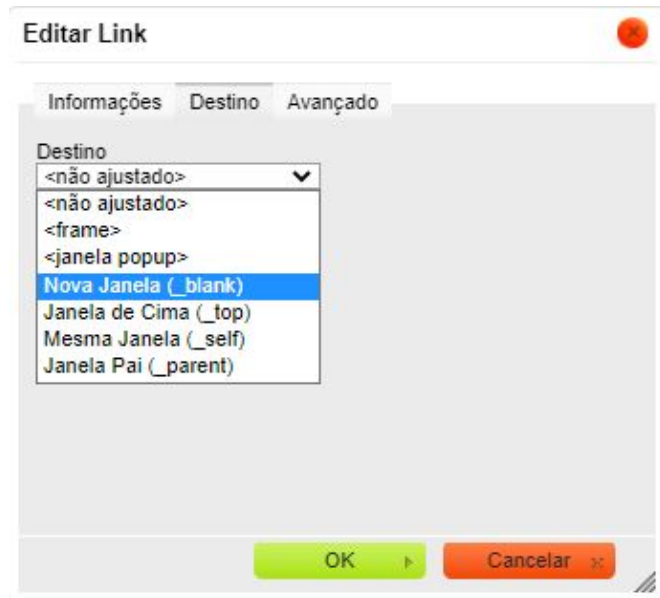 Editar Link
Informações Destino Avançado
Destino
<não ajustado>
<não ajustado>
<frame>
<janela popup>
Nova Janela (_blank)
Janela de Cima (_top)
Mesma Janela (_self)
Janela Pai (_parent)
OK Cancelar